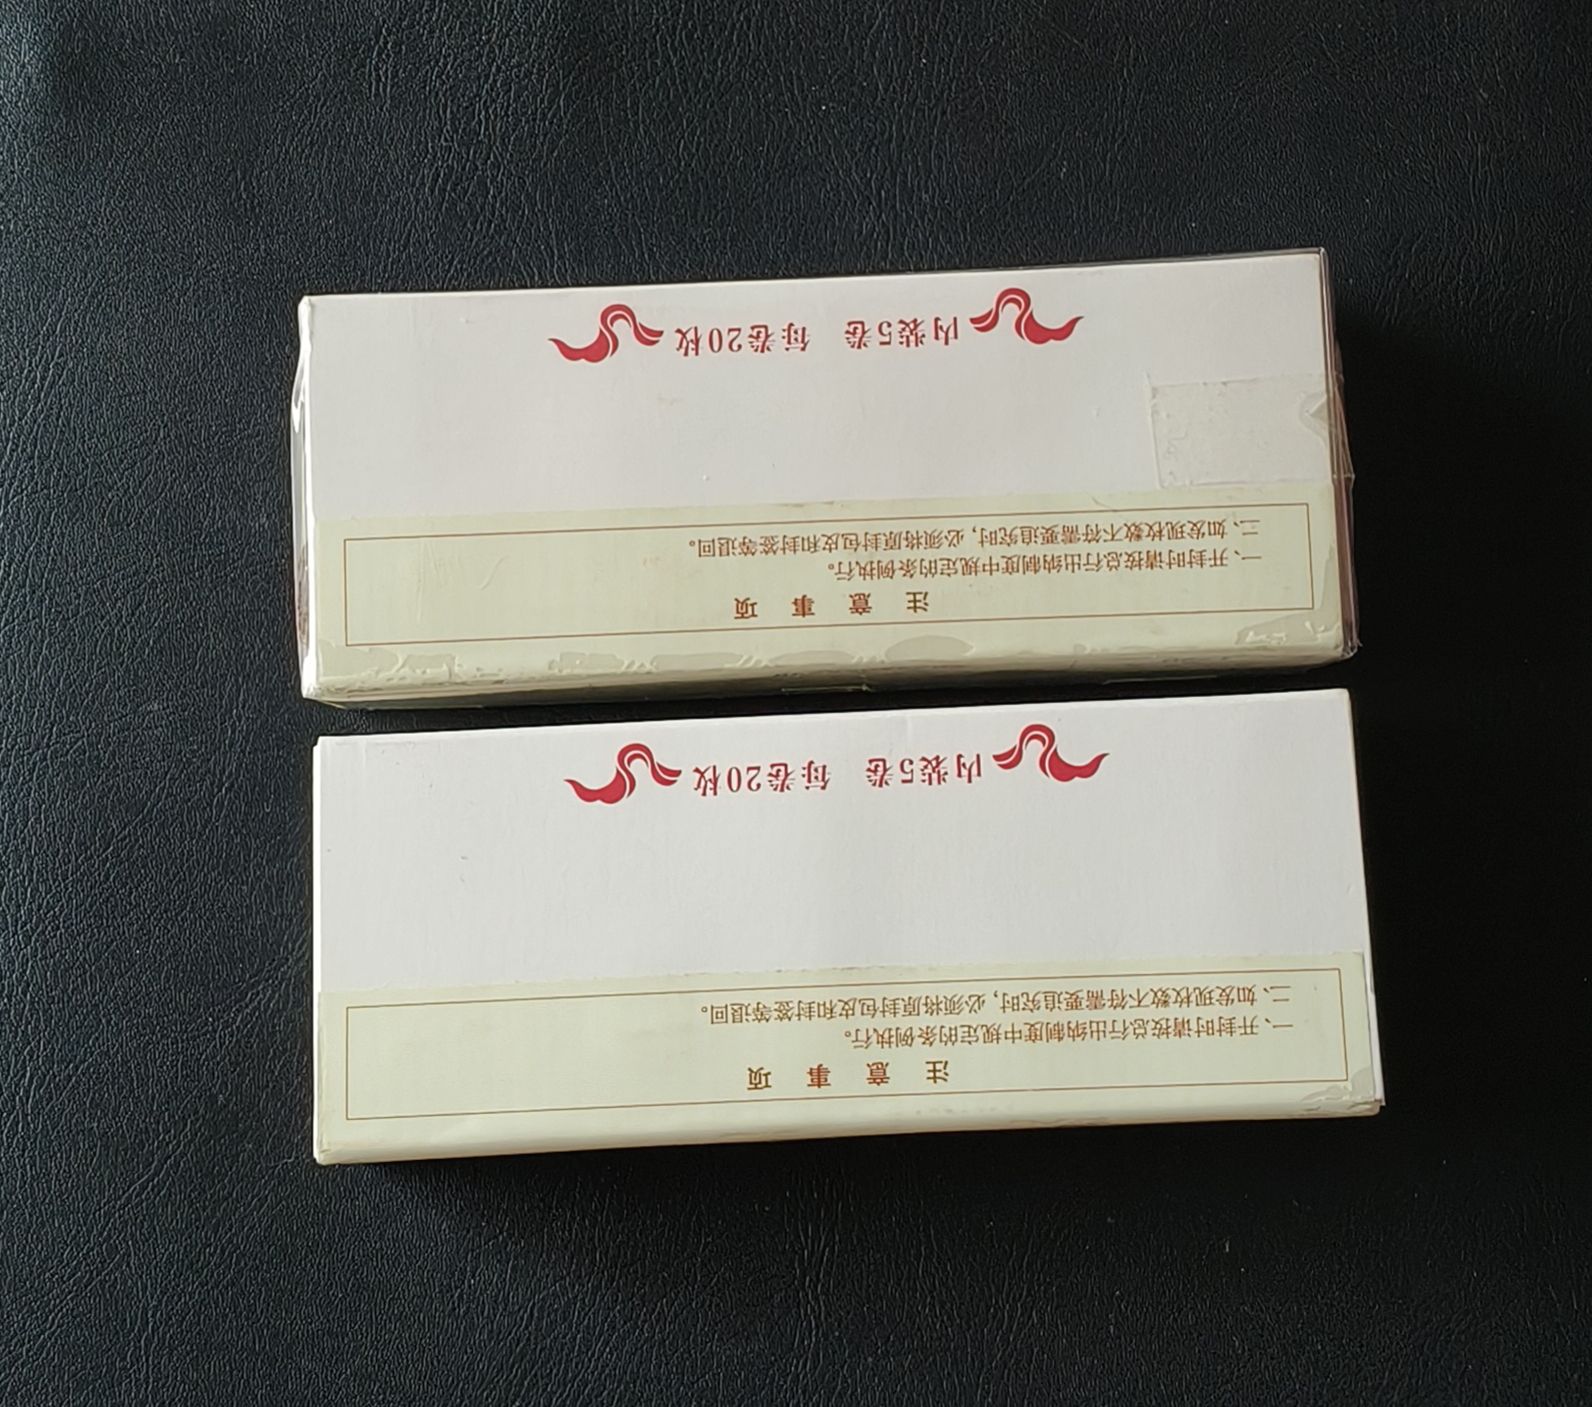 注意事项
一、开封时请按总行出纳制度中规定的条例执行。
二、如发现枚数不符需要追究时，必须将原封包皮和封签等退回。
内装5卷 每卷20枚
注意事项
一、开封时请按总行出纳制度中规定的条例执行。
二、如发现枚数不符需要追究时，必须将原封包皮和封签等退回。
内装5卷 每卷20枚